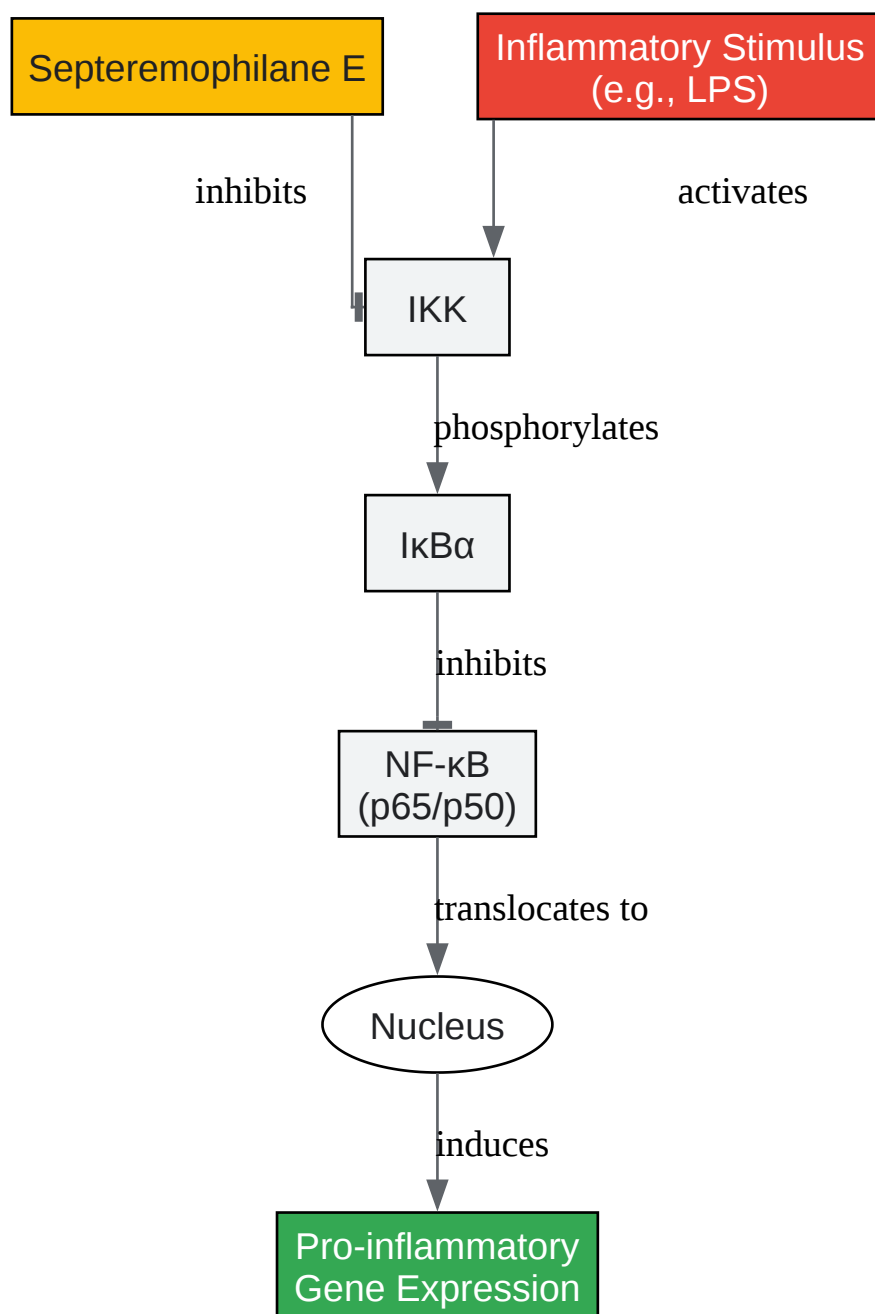 Septeremophilane E
Inflammatory Stimulus
(e.g., LPS)
inhibits
activates
IKK
phosphorylates
IκBα
inhibits
NF-κB
(p65/p50)
translocates to
Nucleus
induces
Pro-inflammatory
Gene Expression